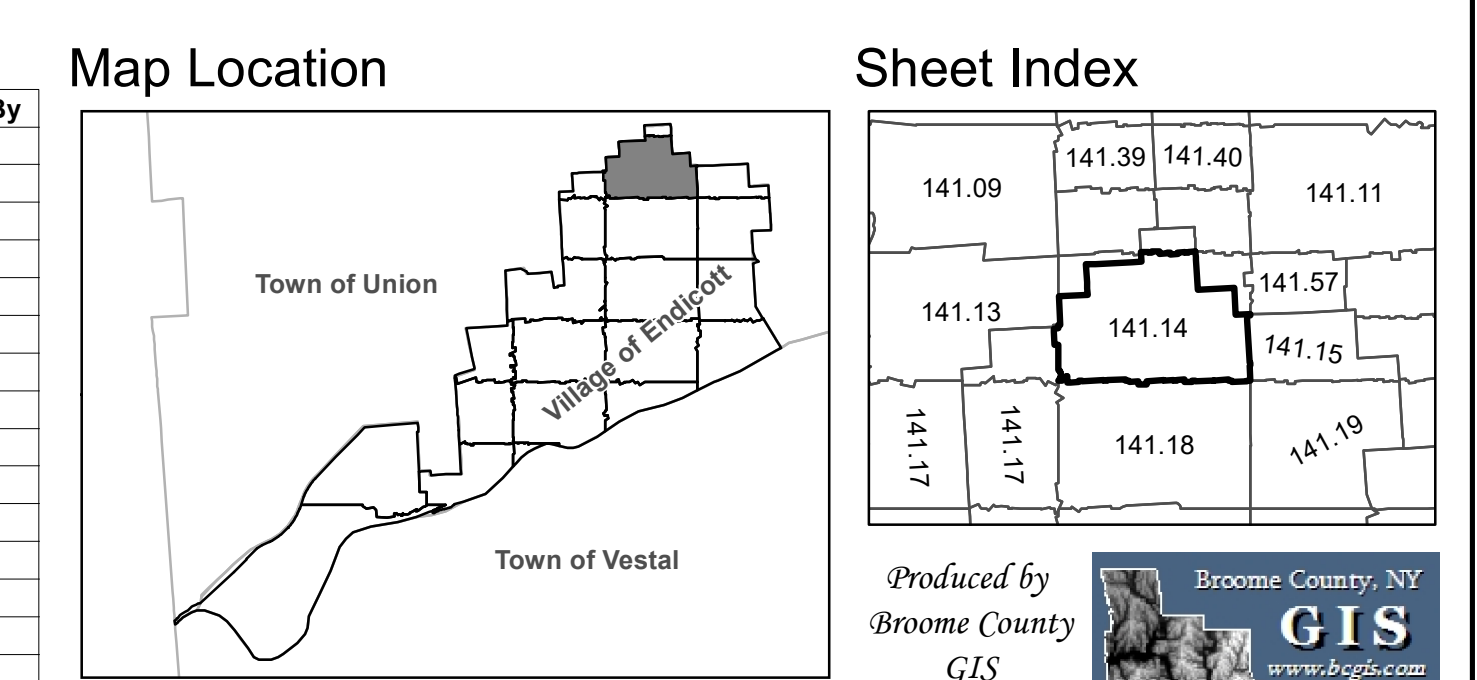 By
Map Location
Town of Union
Village of Endicott
Town of Vestal
Sheet Index
141.39 141.40
141.09
141.11
141.57
141.13
141.14
141.15
141.17
141.17
141.18
141.19
Produced by
Broome County
GIS
Broome County, NY
GIS
www.bcgis.com